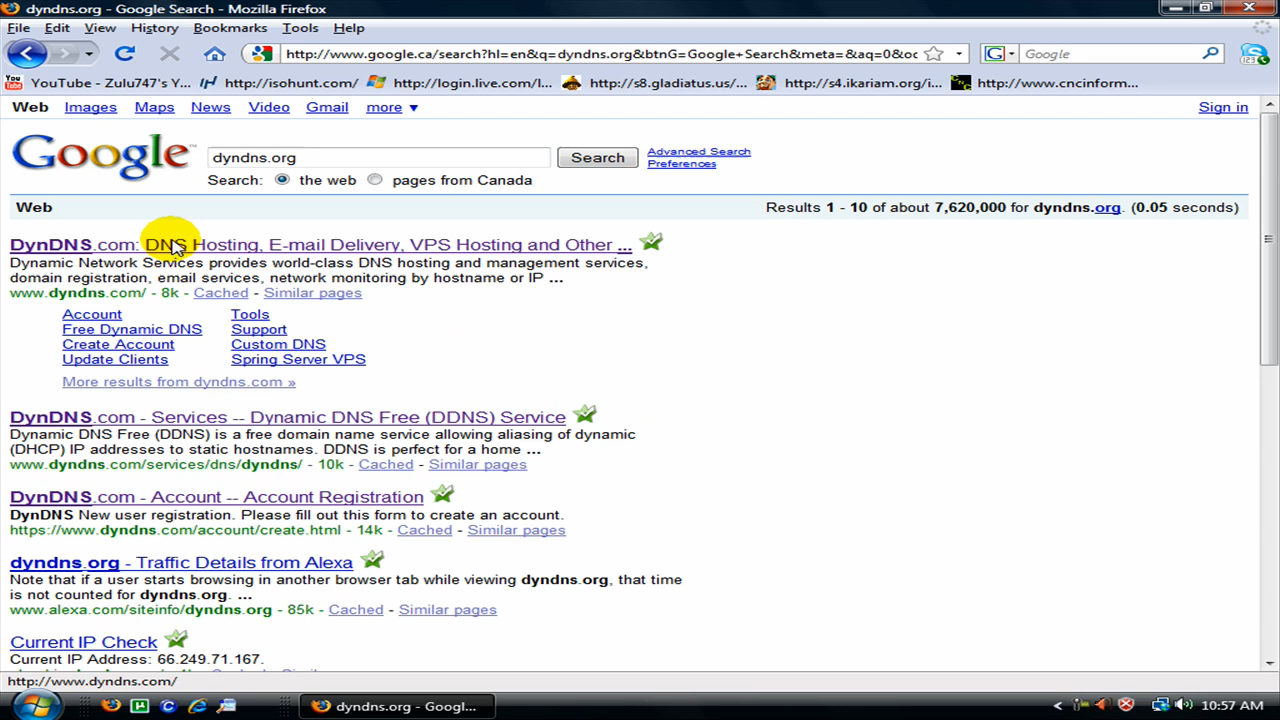 dyndns.org - Google Search - Mozilla Firefox
File Edit View History Bookmarks Tools Help
http://www.google.ca/search?hl=en&q=dyndns.org&btnG=Google+Search&meta=&aq=0&oc
Google
YouTube - Zulu747's Y... http://isohunt.com/ http://login.live.com/l... http://s8.gladiatus.us/... http://s4.ikariam.org/i... http://www.cncinform...
Web Images Maps News Video Gmail more ▼ Sign in
Google
dyndns.org Search Advanced Search
Preferences
Search: the web pages from Canada
Web Results 1 - 10 of about 7,620,000 for dyndns.org. (0.05 seconds)
DynDNS.com: DNS Hosting, E-mail Delivery, VPS Hosting and Other ...
Dynamic Network Services provides world-class DNS hosting and management services,
domain registration, email services, network monitoring by hostname or IP ...
www.dyndns.com/ - 8k - Cached - Similar pages
Account Tools
Free Dynamic DNS Support
Create Account Custom DNS
Update Clients Spring Server VPS
More results from dyndns.com »
DynDNS.com - Services -- Dynamic DNS Free (DDNS) Service
Dynamic DNS Free (DDNS) is a free domain name service allowing aliasing of dynamic
(DHCP) IP addresses to static hostnames. DDNS is perfect for a home ...
www.dyndns.com/services/dns/dyndns/ - 10k - Cached - Similar pages
DynDNS.com - Account -- Account Registration
DynDNS New user registration. Please fill out this form to create an account.
https://www.dyndns.com/account/create.html - 14k - Cached - Similar pages
dyndns.org - Traffic Details from Alexa
Note that if a user starts browsing in another browser tab while viewing dyndns.org, that time
is not counted for dyndns.org. ...
www.alexa.com/siteinfo/dyndns.org - 85k - Cached - Similar pages
Current IP Check
Current IP Address: 66.249.71.167.
http://www.dyndns.com/
dyndns.org - Googl... 10:57 AM